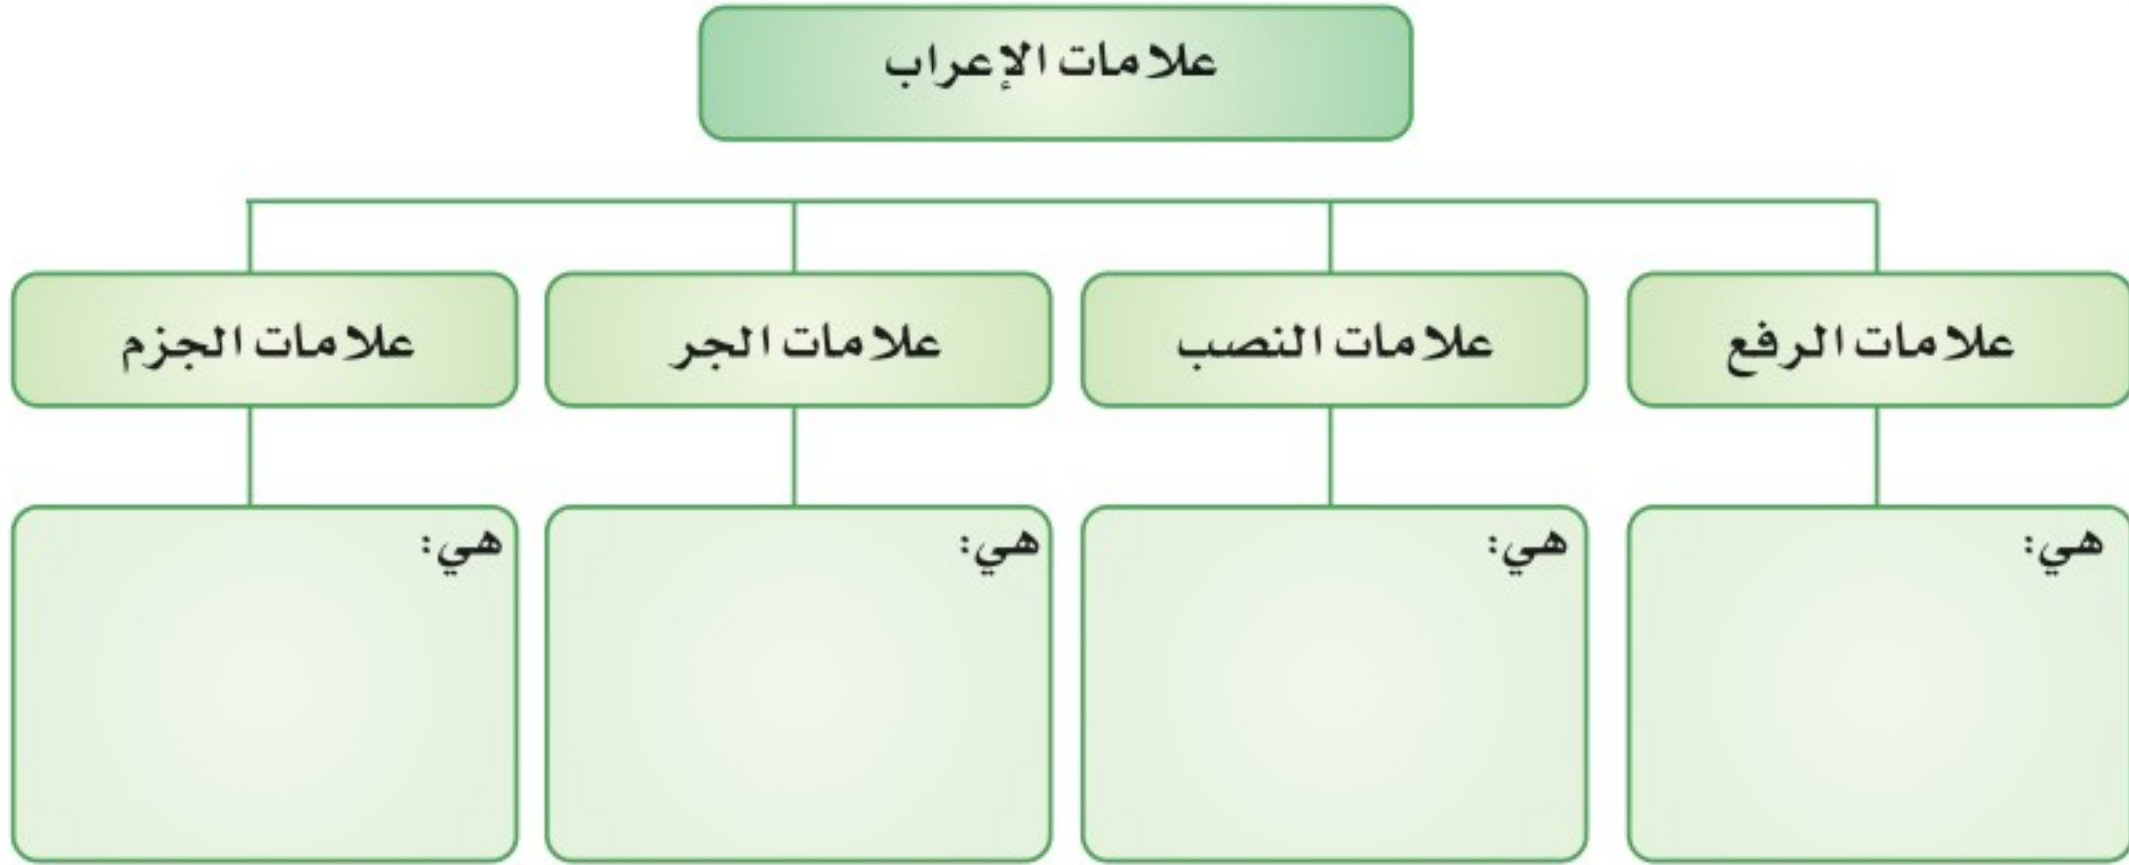 علامات الإعراب
علامات الرفع
علامات النصب
علامات الجر
علامات الجزم
هي:
هي:
هي:
هي: